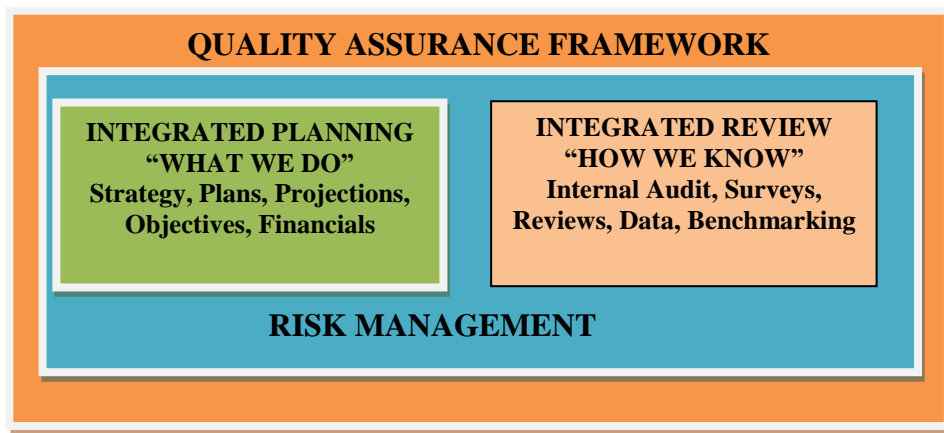 QUALITY ASSURANCE FRAMEWORK
INTEGRATED PLANNING
“WHAT WE DO”
Strategy, Plans, Projections,
Objectives, Financials
INTEGRATED REVIEW
“HOW WE KNOW”
Internal Audit, Surveys,
Reviews, Data, Benchmarking
RISK MANAGEMENT